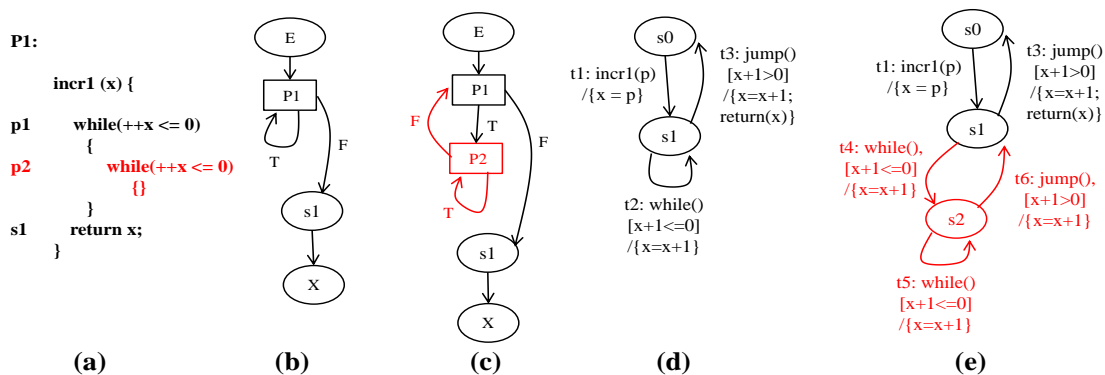 P1:
incr1 (x) {
p1 while(++x <= 0)
{
p2 while(++x <= 0)
{}
}
s1 return x;
}
(a)
E
P1
T
F
s1
X
(b)
E
P1
T
F
P2
T
F
s1
X
(c)
s0
t1: incr1(p)
/{x = p}
t3: jump()
[x+1>0]
/{x=x+1;
return(x)}
s1
t2: while()
[x+1<=0]
/{x=x+1}
(d)
s0
t1: incr1(p)
/{x = p}
t3: jump()
[x+1>0]
/{x=x+1;
return(x)}
s1
t4: while(),
[x+1<=0]
/{x=x+1}
t6: jump(),
[x+1>0]
/{x=x+1}
s2
t5: while()
[x+1<=0]
/{x=x+1}
(e)